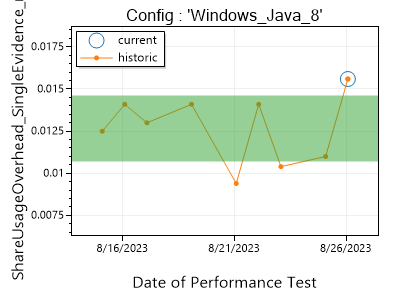 Config : 'Windows_Java_8'
current
historic
0.0175
0.015
0.0125
0.01
0.0075
ShareUsageOverhead_SingleEvidence_
8/16/2023
8/21/2023
8/26/2023
Date of Performance Test